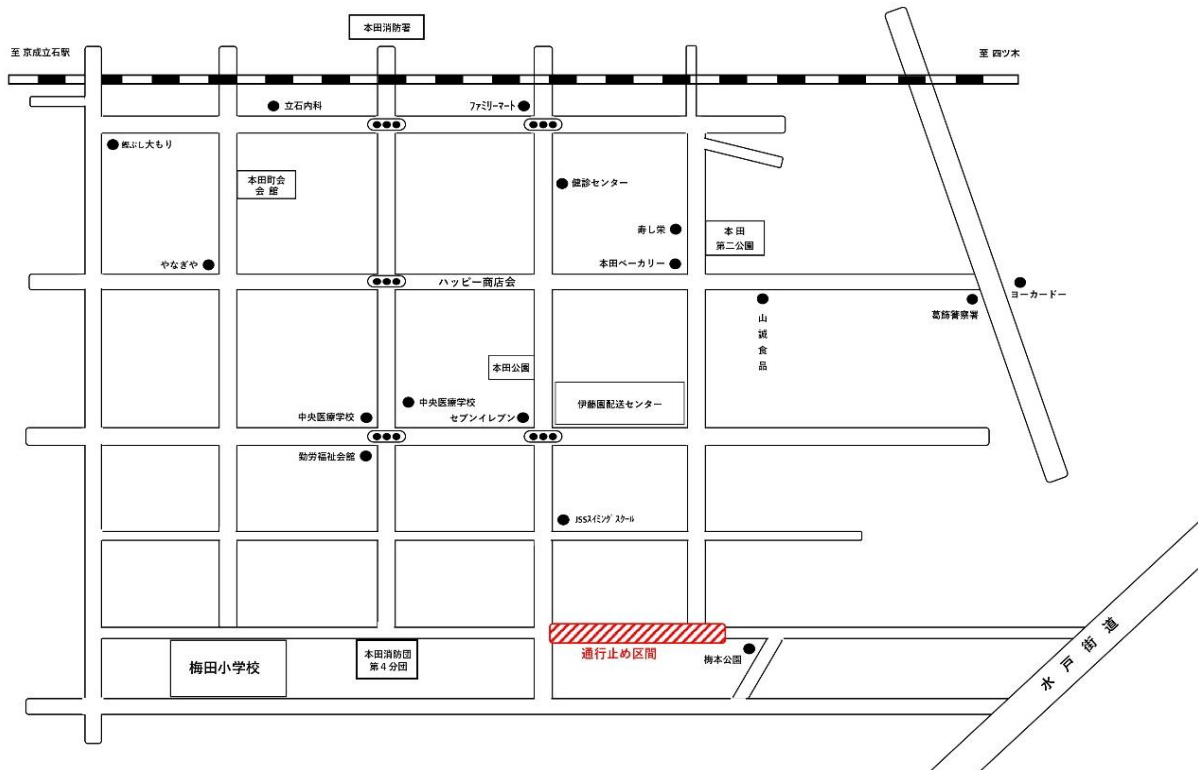 本田消防署
至 京成立石駅
至 四ツ木
立石内科
ファミリーマート
鰹ぶし大もり
本田町会
会 館
健診センター
寿し栄
本 田
第二公園
やなぎや
本田ベーカリー
ハッピー商店会
ヨーカードー
葛飾警察署
山誠食品
本田公園
中央医療学校
中央医療学校
セブンイレブン
伊藤園配送センター
勤労福祉会館
JSSスイミングスクール
通行止め区間
梅田小学校
本田消防団
第4分団
梅本公園
水戸街道